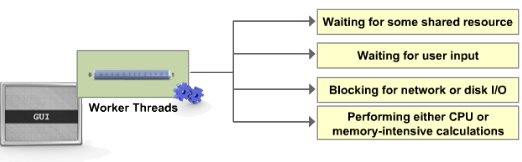 Waiting for some shared resource
Waiting for user input
Blocking for network or disk I/O
Performing either CPU or
memory-intensive calculations
Worker Threads
GUI